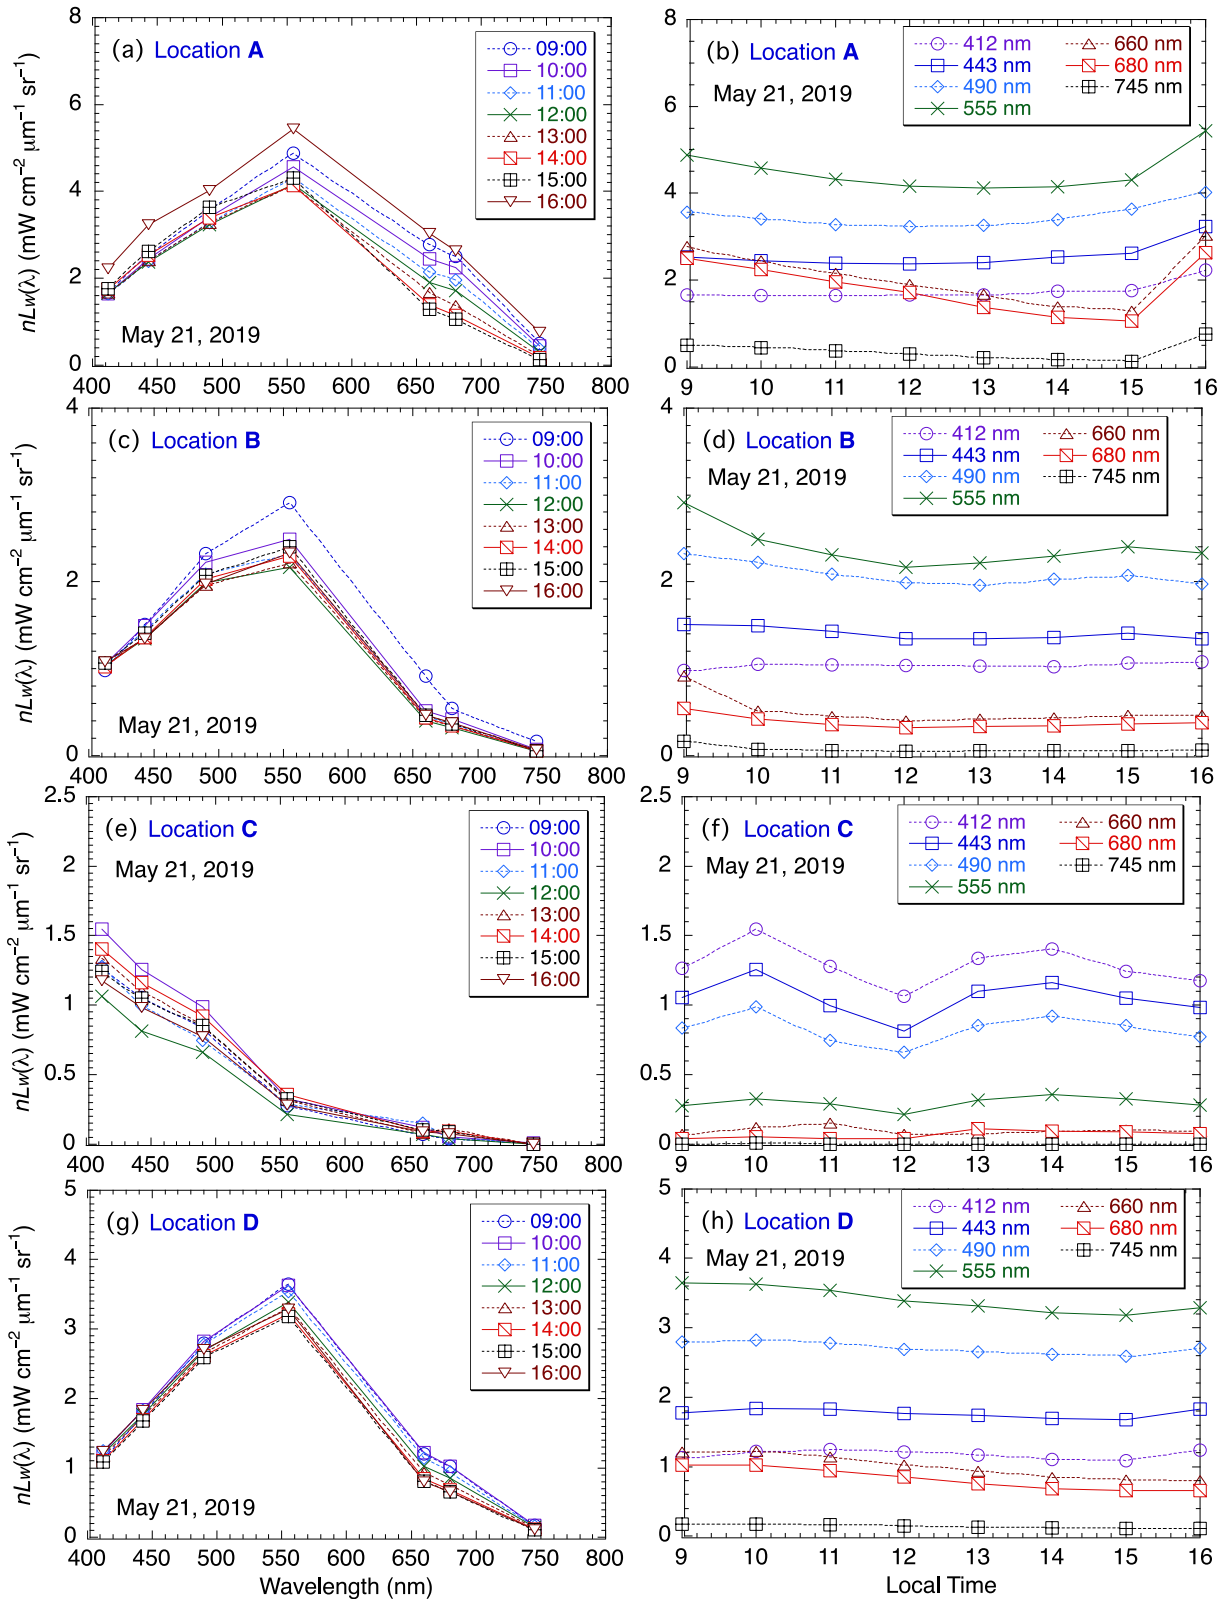 (a) Location A
May 21, 2019
09:00
10:00
11:00
12:00
13:00
14:00
15:00
16:00
nLw(λ) (mW cm⁻² μm⁻¹ sr⁻¹)
8
6
4
2
0
400 450 500 550 600 650 700 750 800
(b) Location A
May 21, 2019
412 nm 660 nm
443 nm 680 nm
490 nm 745 nm
555 nm
8
6
4
2
0
9 10 11 12 13 14 15 16
(c) Location B
May 21, 2019
09:00
10:00
11:00
12:00
13:00
14:00
15:00
16:00
nLw(λ) (mW cm⁻² μm⁻¹ sr⁻¹)
4
2
0
400 450 500 550 600 650 700 750 800
(d) Location B
May 21, 2019
412 nm 660 nm
443 nm 680 nm
490 nm 745 nm
555 nm
4
2
0
9 10 11 12 13 14 15 16
(e) Location C
May 21, 2019
09:00
10:00
11:00
12:00
13:00
14:00
15:00
16:00
nLw(λ) (mW cm⁻² μm⁻¹ sr⁻¹)
2.5
2
1.5
1
0.5
0
400 450 500 550 600 650 700 750 800
(f) Location C
May 21, 2019
412 nm 660 nm
443 nm 680 nm
490 nm 745 nm
555 nm
2.5
2
1.5
1
0.5
0
9 10 11 12 13 14 15 16
(g) Location D
May 21, 2019
09:00
10:00
11:00
12:00
13:00
14:00
15:00
16:00
nLw(λ) (mW cm⁻² μm⁻¹ sr⁻¹)
5
4
3
2
1
0
400 450 500 550 600 650 700 750 800
Wavelength (nm)
(h) Location D
May 21, 2019
412 nm 660 nm
443 nm 680 nm
490 nm 745 nm
555 nm
5
4
3
2
1
0
9 10 11 12 13 14 15 16
Local Time